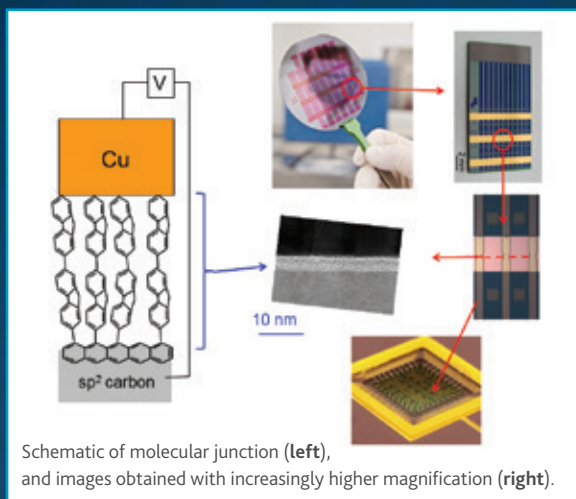 V
Cu
sp² carbon
10 nm
Schematic of molecular junction (left),
and images obtained with increasingly higher magnification (right).